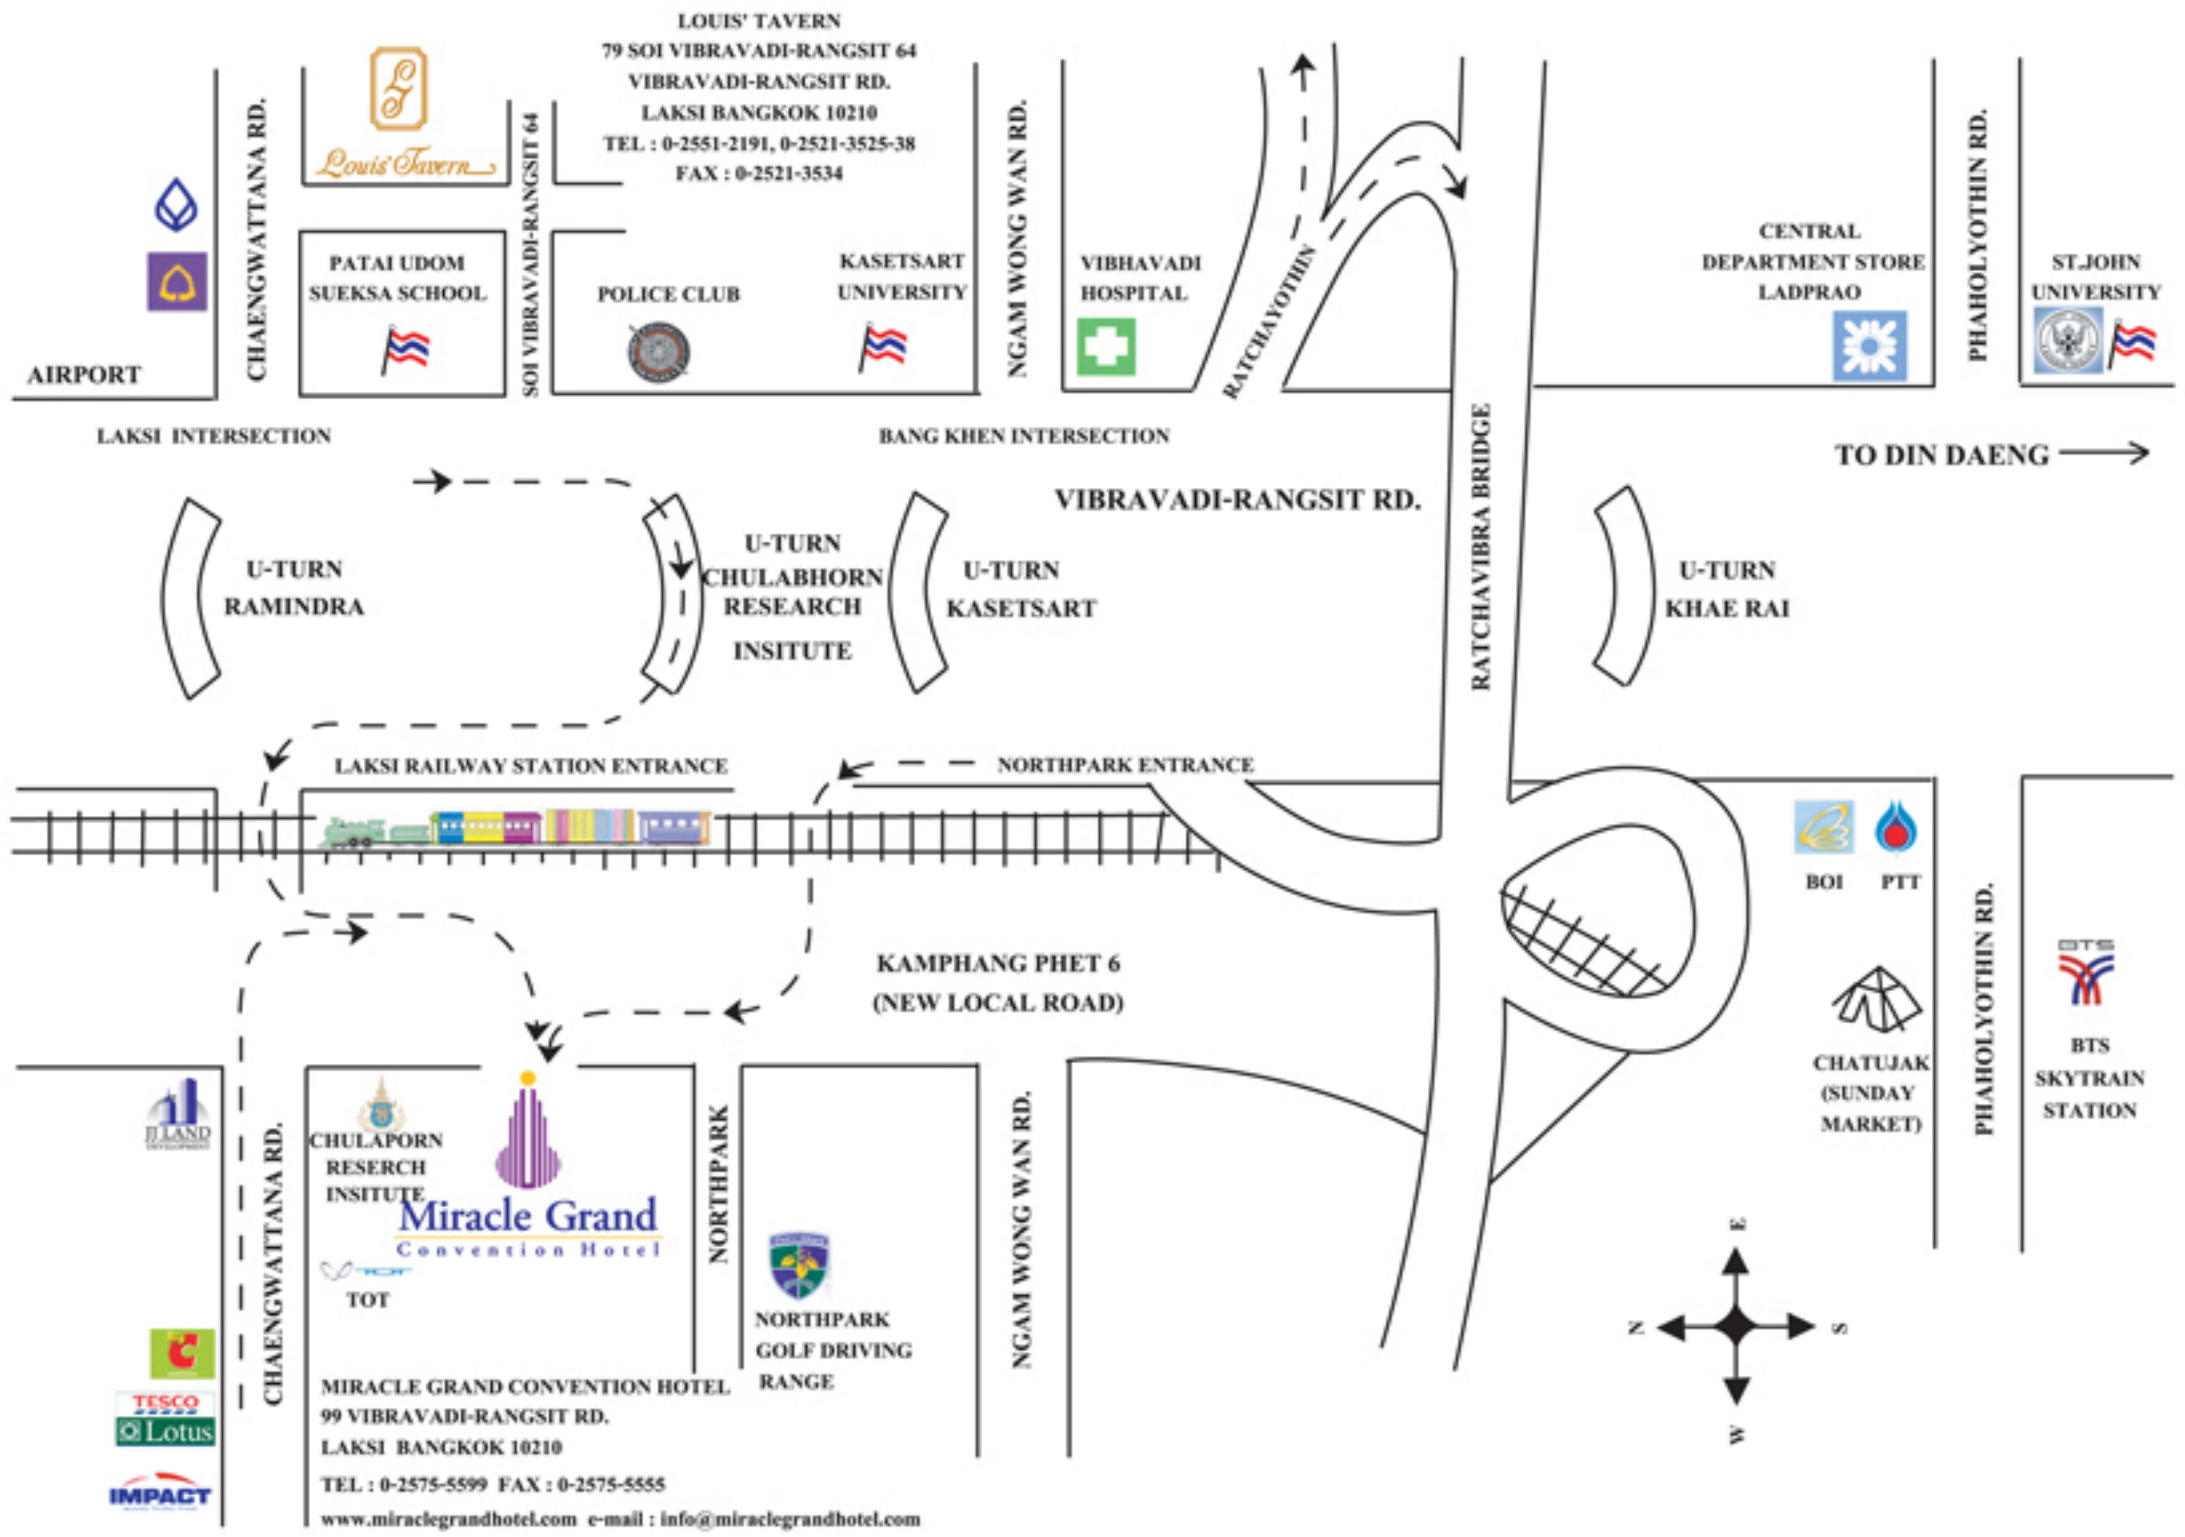 LOUIS' TAVERN
79 SOI VIBRAVADI-RANGSIT 64
VIBRAVADI-RANGSIT RD.
LAKSI BANGKOK 10210
TEL : 0-2551-2191, 0-2521-3525-38
FAX : 0-2521-3534
Louis' Tavern
CHAENGWATTANA RD.
SOI VIBRAVADI-RANGSIT 64
NGAM WONG WAN RD.
PHAHOLYOTHIN RD.
PATAI UDOM
SUEKSA SCHOOL
POLICE CLUB
KASETSART
UNIVERSITY
VIBHAVADI
HOSPITAL
RATCHAYOTHIN
CENTRAL
DEPARTMENT STORE
LADPRAO
ST.JOHN
UNIVERSITY
AIRPORT
LAKSI INTERSECTION
BANG KHEN INTERSECTION
TO DIN DAENG
VIBRAVADI-RANGSIT RD.
RATCHAVIBRA BRIDGE
U-TURN
RAMINDRA
U-TURN
CHULABHORN
RESEARCH
INSITUTE
U-TURN
KASETSART
U-TURN
KHAE RAI
LAKSI RAILWAY STATION ENTRANCE
NORTHPARK ENTRANCE
BOI
PTT
KAMPHANG PHET 6
(NEW LOCAL ROAD)
PHAHOLYOTHIN RD.
BTS
BTS
SKYTRAIN
STATION
CHATUJAK
(SUNDAY
MARKET)
JJ LAND
DEVELOPMENT
CHAENGWATTANA RD.
CHULAPORN
RESERCH
INSITUTE
Miracle Grand
Convention Hotel
TOT
NORTHPARK
NORTHPARK
GOLF DRIVING
RANGE
NGAM WONG WAN RD.
E
N
S
W
TESCO
Lotus
IMPACT
MIRACLE GRAND CONVENTION HOTEL
99 VIBRAVADI-RANGSIT RD.
LAKSI BANGKOK 10210
TEL : 0-2575-5599 FAX : 0-2575-5555
www.miraclegrandhotel.com e-mail : info@miraclegrandhotel.com